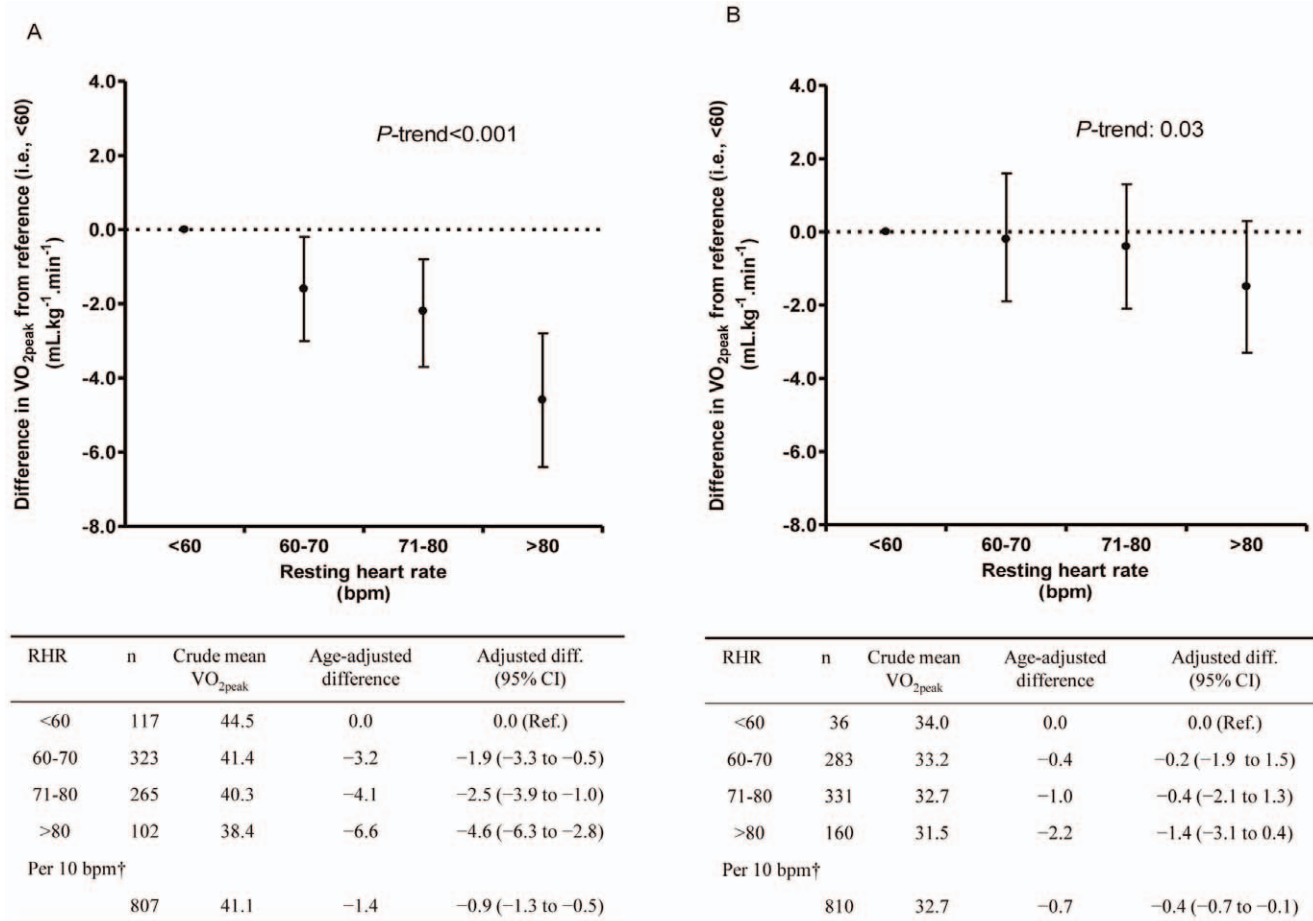 A
Difference in VO2peak from reference (i.e., <60)
(mL.kg-1.min-1)
4.0
2.0
0.0
-2.0
-4.0
-6.0
-8.0
P-trend<0.001
<60 60-70 71-80 >80
Resting heart rate
(bpm)
RHR n Crude mean VO2peak Age-adjusted difference Adjusted diff. (95% CI)
<60 117 44.5 0.0 0.0 (Ref.)
60-70 323 41.4 −3.2 −1.9 (−3.3 to −0.5)
71-80 265 40.3 −4.1 −2.5 (−3.9 to −1.0)
>80 102 38.4 −6.6 −4.6 (−6.3 to −2.8)
Per 10 bpm†
807 41.1 −1.4 −0.9 (−1.3 to −0.5)
B
Difference in VO2peak from reference (i.e., <60)
(mL.kg-1.min-1)
4.0
2.0
0.0
-2.0
-4.0
-6.0
-8.0
P-trend: 0.03
<60 60-70 71-80 >80
Resting heart rate
(bpm)
RHR n Crude mean VO2peak Age-adjusted difference Adjusted diff. (95% CI)
<60 36 34.0 0.0 0.0 (Ref.)
60-70 283 33.2 −0.4 −0.2 (−1.9 to 1.5)
71-80 331 32.7 −1.0 −0.4 (−2.1 to 1.3)
>80 160 31.5 −2.2 −1.4 (−3.1 to 0.4)
Per 10 bpm†
810 32.7 −0.7 −0.4 (−0.7 to −0.1)